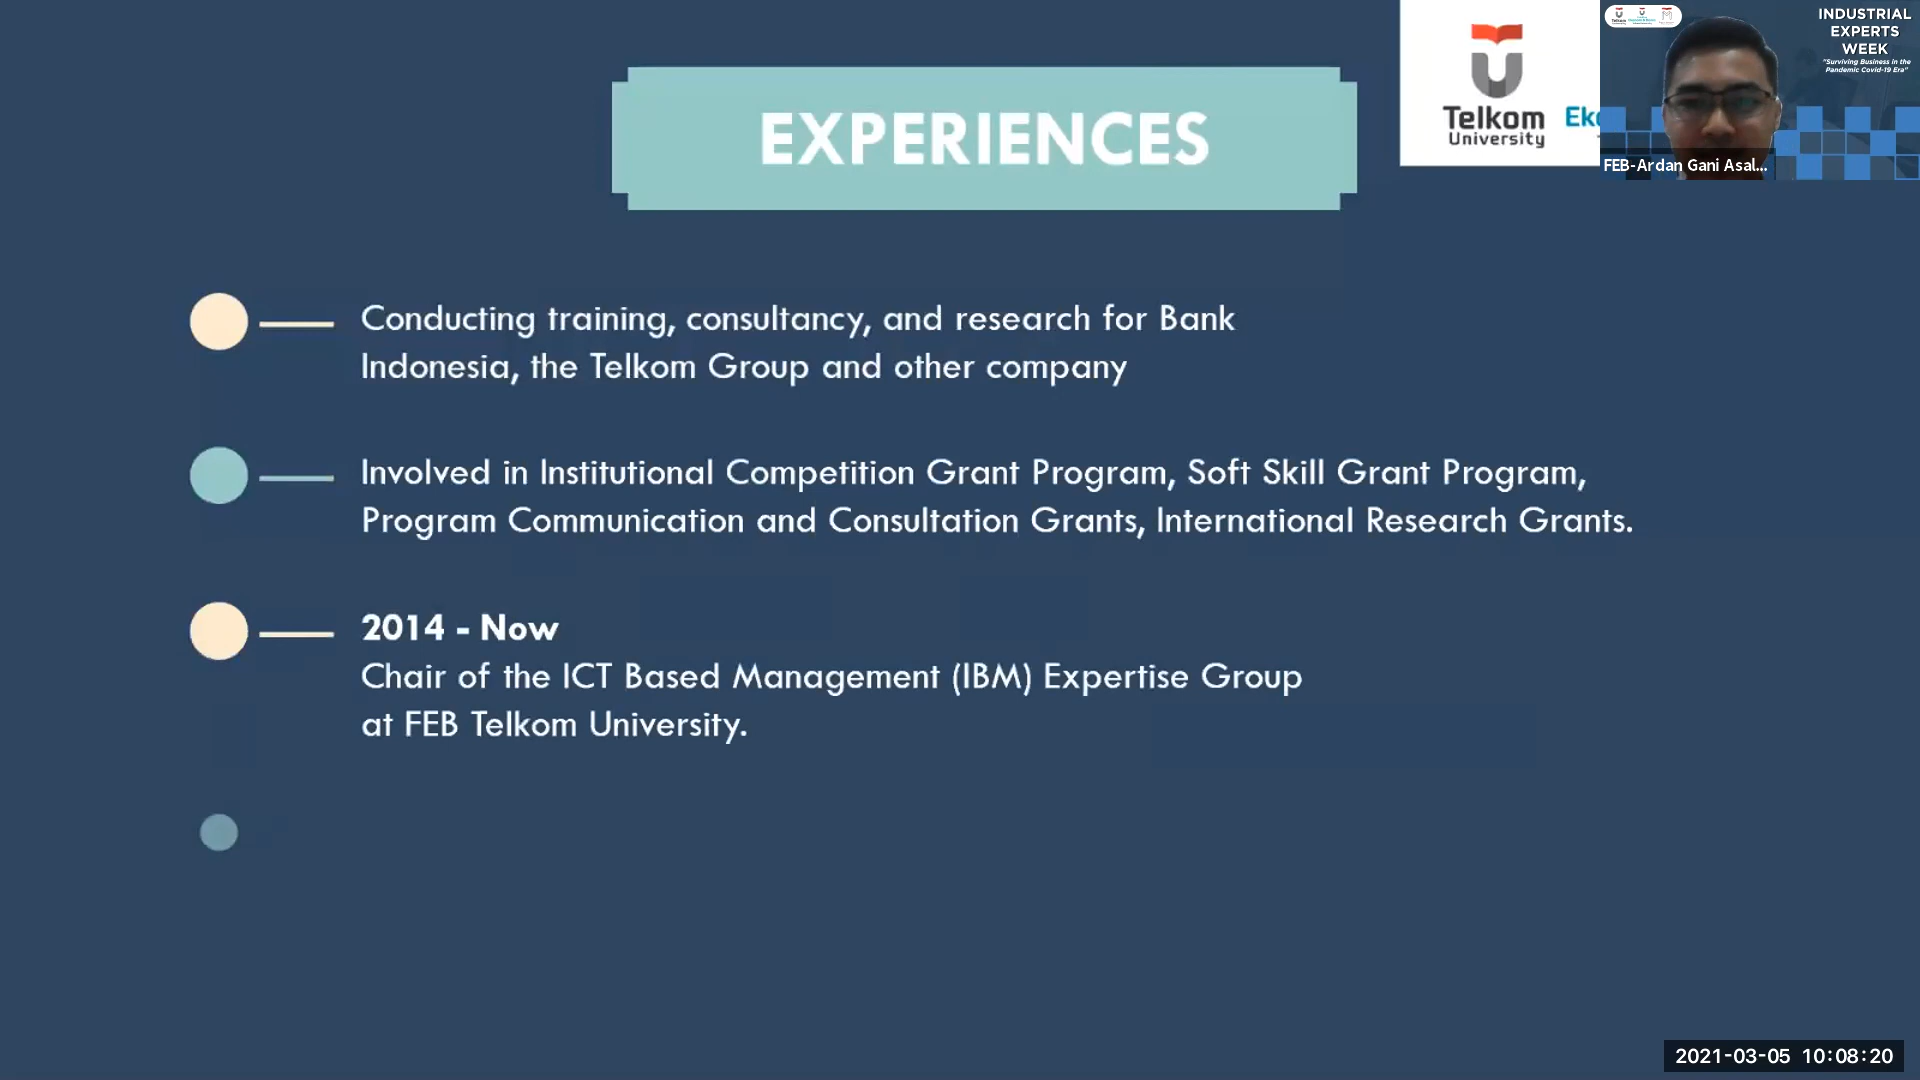 EXPERIENCES
Telkom
University
Eko
INDUSTRIAL
EXPERTS
WEEK
"Surviving Business in the
Pandemic Covid-19 Era"
FEB-Ardan Gani Asal...
Conducting training, consultancy, and research for Bank
Indonesia, the Telkom Group and other company
Involved in Institutional Competition Grant Program, Soft Skill Grant Program,
Program Communication and Consultation Grants, International Research Grants.
2014 - Now
Chair of the ICT Based Management (IBM) Expertise Group
at FEB Telkom University.
2021-03-05 10:08:20